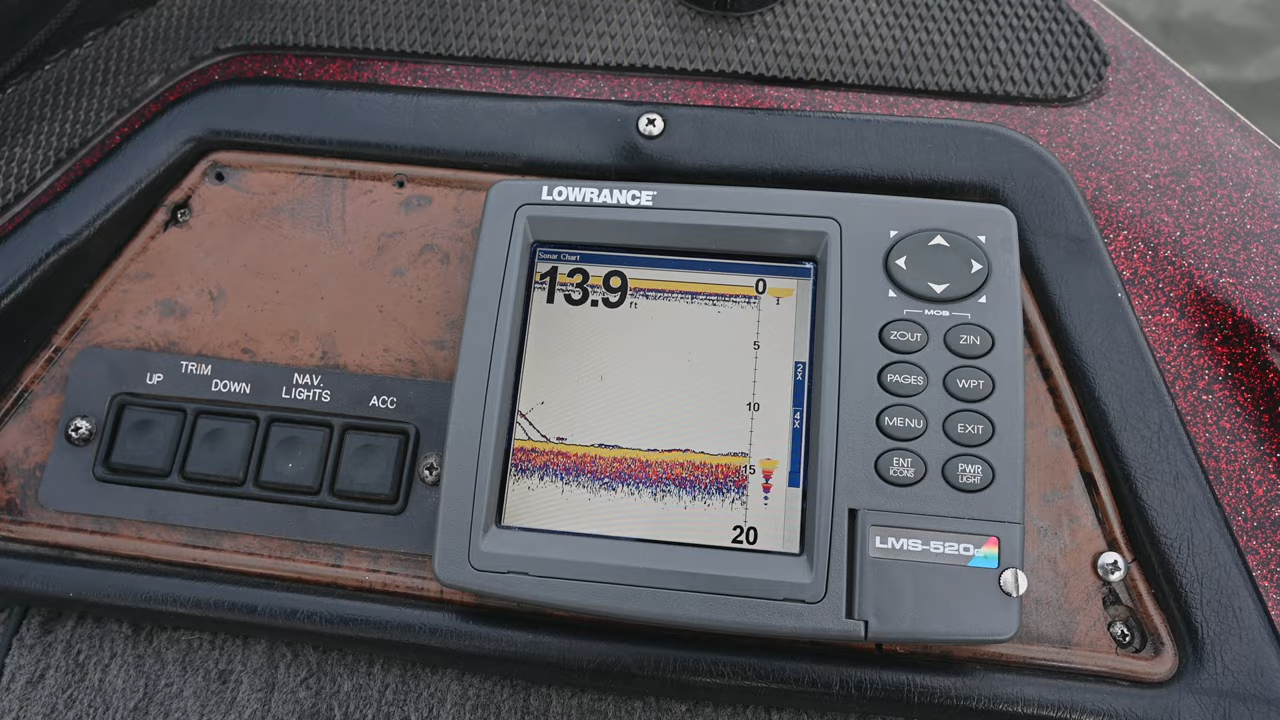 LOWRANCE
Sonar Chart
13.9 ft
0
5
10
15
20
2X
4X
MOB
ZOUT
ZIN
PAGES
WPT
MENU
EXIT
ENT
ICONS
PWR
LIGHT
LMS-520C
TRIM
UP
DOWN
NAV.
LIGHTS
ACC